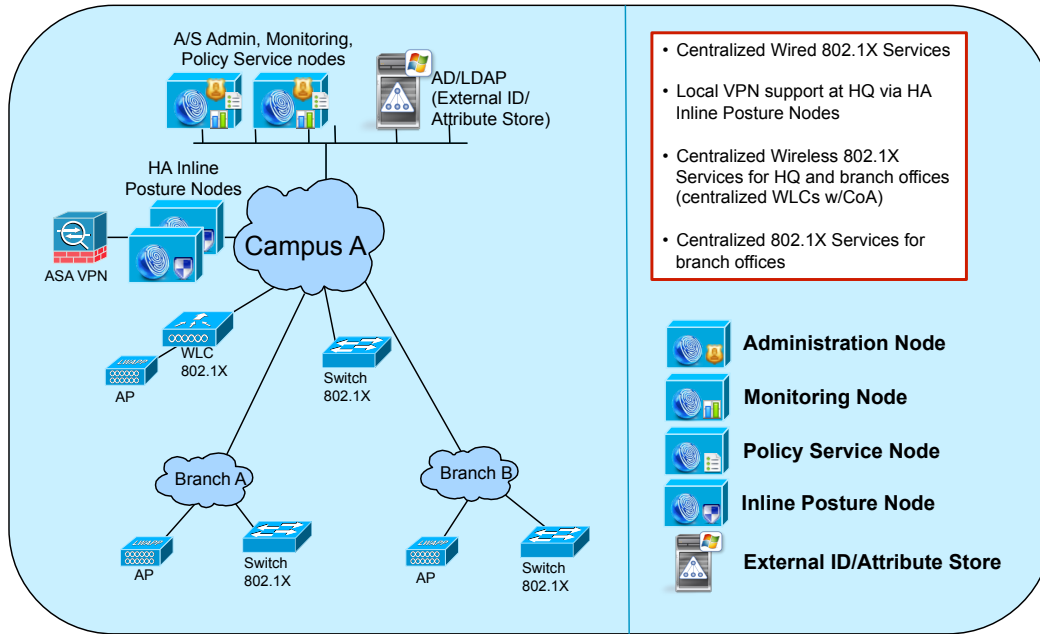 A/S Admin, Monitoring,
Policy Service nodes
AD/LDAP
(External ID/
Attribute Store)
HA Inline
Posture Nodes
ASA VPN
Campus A
WLC
802.1X
LWAPP
AP
Switch
802.1X
Branch A
Branch B
LWAPP
AP
Switch
802.1X
LWAPP
AP
Switch
802.1X
• Centralized Wired 802.1X Services
• Local VPN support at HQ via HA
Inline Posture Nodes
• Centralized Wireless 802.1X
Services for HQ and branch offices
(centralized WLCs w/CoA)
• Centralized 802.1X Services for
branch offices
Administration Node
Monitoring Node
Policy Service Node
Inline Posture Node
External ID/Attribute Store